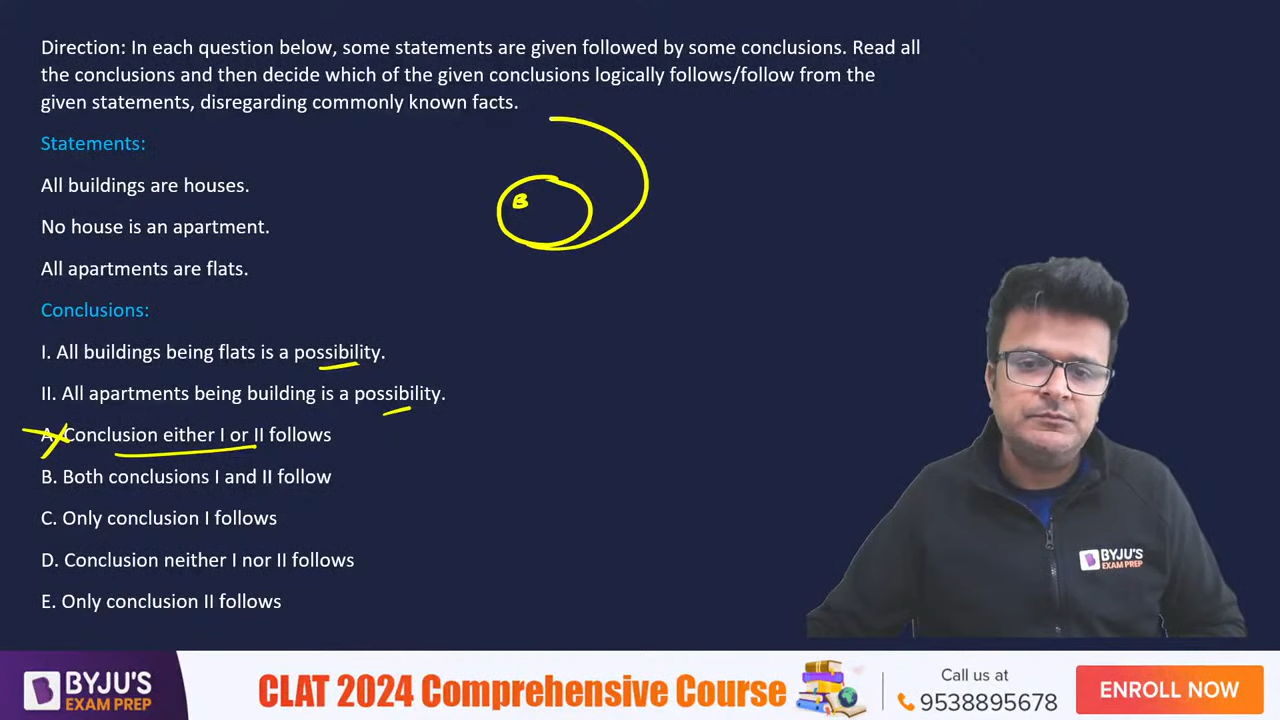 Direction: In each question below, some statements are given followed by some conclusions. Read all
the conclusions and then decide which of the given conclusions logically follows/follow from the
given statements, disregarding commonly known facts.
Statements:
All buildings are houses.
B
No house is an apartment.
All apartments are flats.
Conclusions:
I. All buildings being flats is a possibility.
II. All apartments being building is a possibility.
A. Conclusion either I or II follows
B. Both conclusions I and II follow
C. Only conclusion I follows
D. Conclusion neither I nor II follows
E. Only conclusion II follows
BYJU'S
EXAM PREP
BYJU'S
EXAM PREP
CLAT 2024 Comprehensive Course
Call us at
9538895678
ENROLL NOW